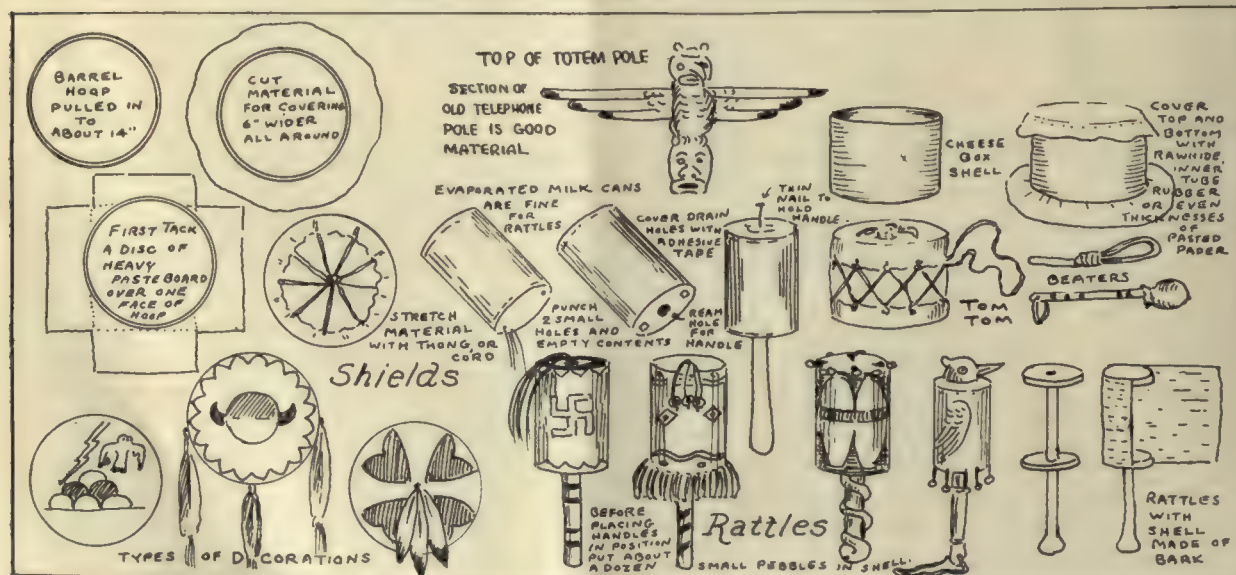 BARREL
HOOP
PULLED IN
TO
ABOUT 14"
CUT
MATERIAL
FOR COVERING
6" WIDER
ALL AROUND
TOP OF TOTEM POLE
SECTION OF
OLD TELEPHONE
POLE IS GOOD
MATERIAL
CHEESE
BOX
SHELL
COVER
TOP AND
BOTTOM
WITH
RAWHIDE,
INNER
TUBE
RUBBER
OR EVEN
THICKNESSES
OF
PASTED
PAPER
FIRST TACK
A DISC OF
HEAVY
PASTEBOARD
OVER ONE
FACE OF
HOOP
STRETCH
MATERIAL
WITH THONG, OR
CORD
EVAPORATED MILK CANS
ARE FINE
FOR
RATTLES
PUNCH
2 SMALL
HOLES AND
EMPTY CONTENTS
COVER DRAIN
HOLES WITH
ADHESIVE
TAPE
REAM
HOLE
FOR
HANDLE
THIN
NAIL TO
HOLD
HANDLE
TOM
TOM
BEATERS
Shields
TYPES OF DECORATIONS
BEFORE
PLACING
HANDLES
IN POSITION
PUT ABOUT
A DOZEN
SMALL PEBBLES IN SHELL.
Rattles
RATTLES
WITH
SHELL
MADE OF
BARK